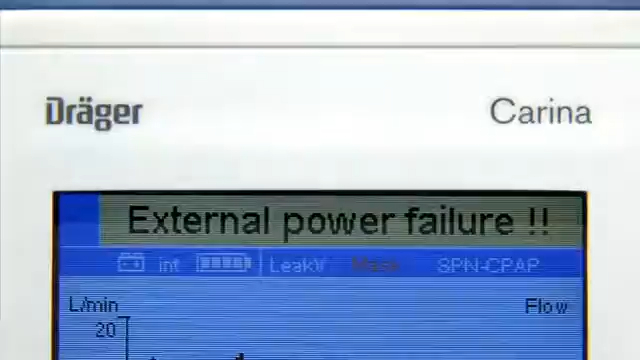 Dräger Carina
External power failure !!
int LeakV Mask SPN-CPAP
L/min Flow
20